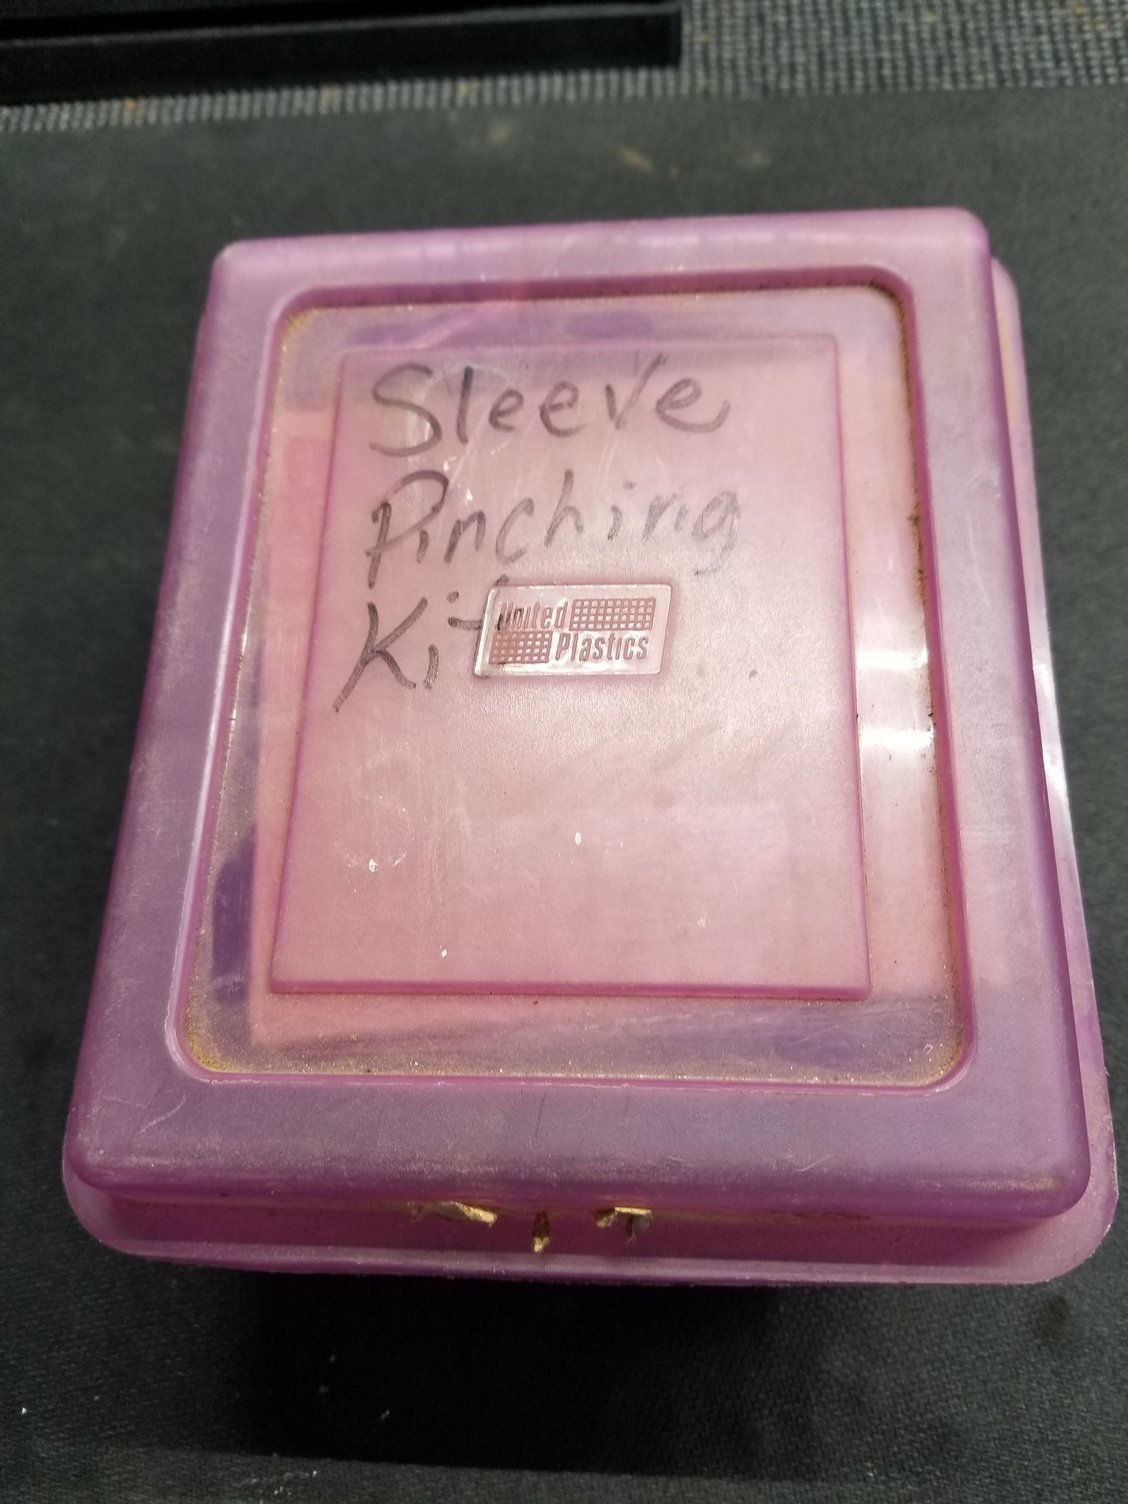 Sleeve
Pinching
Kit
United
Plastics